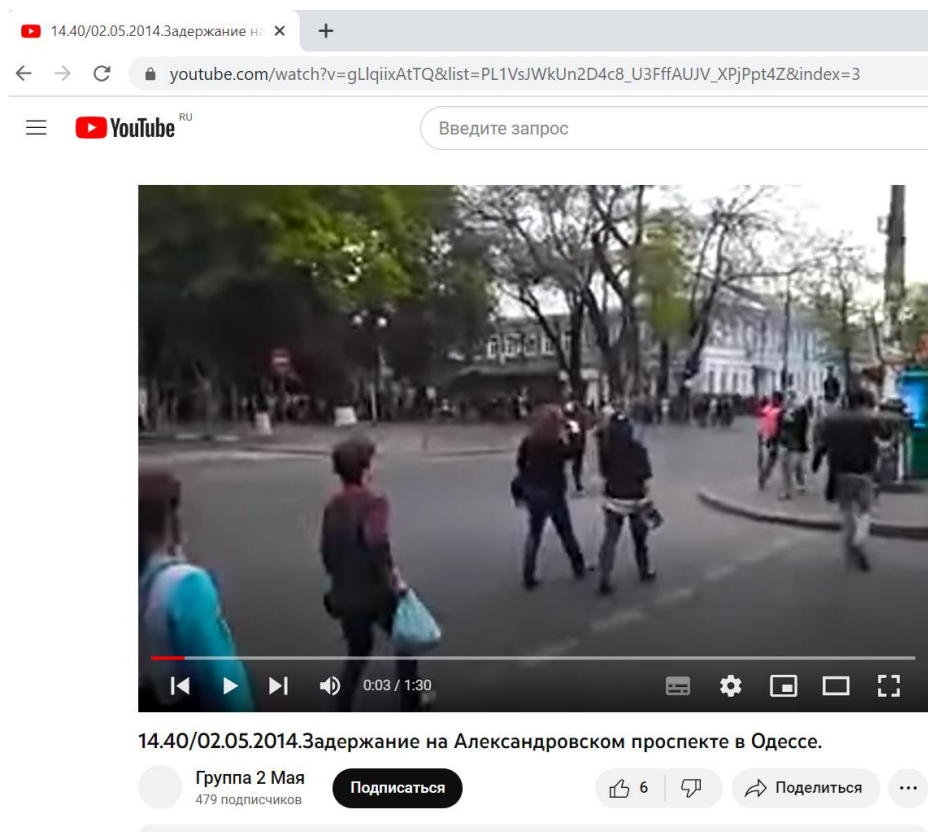 14.40/02.05.2014.Задержание на
youtube.com/watch?v=gLlqiixAtTQ&list=PL1VsJWkUn2D4c8_U3FffAUJV_XPjPpt4Z&index=3
YouTube RU
Введите запрос
0:03 / 1:30
14.40/02.05.2014.Задержание на Александровском проспекте в Одессе.
Группа 2 Мая
479 подписчиков
Подписаться
6
Поделиться